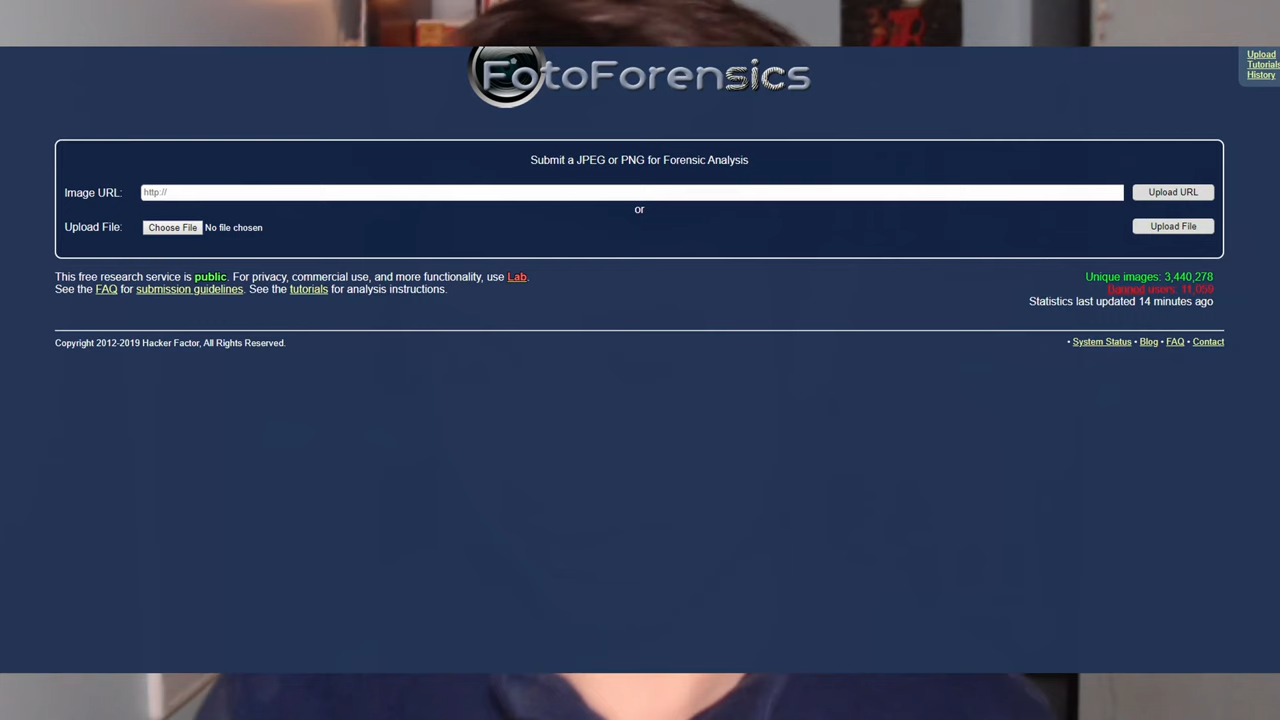 FotoForensics
Upload
Tutorials
History
Submit a JPEG or PNG for Forensic Analysis
Image URL: http:// Upload URL
or
Upload File: Choose File No file chosen Upload File
This free research service is public. For privacy, commercial use, and more functionality, use Lab.
See the FAQ for submission guidelines. See the tutorials for analysis instructions.
Unique images: 3,440,278
Banned users: 11,059
Statistics last updated 14 minutes ago
Copyright 2012-2019 Hacker Factor, All Rights Reserved.
• System Status • Blog • FAQ • Contact